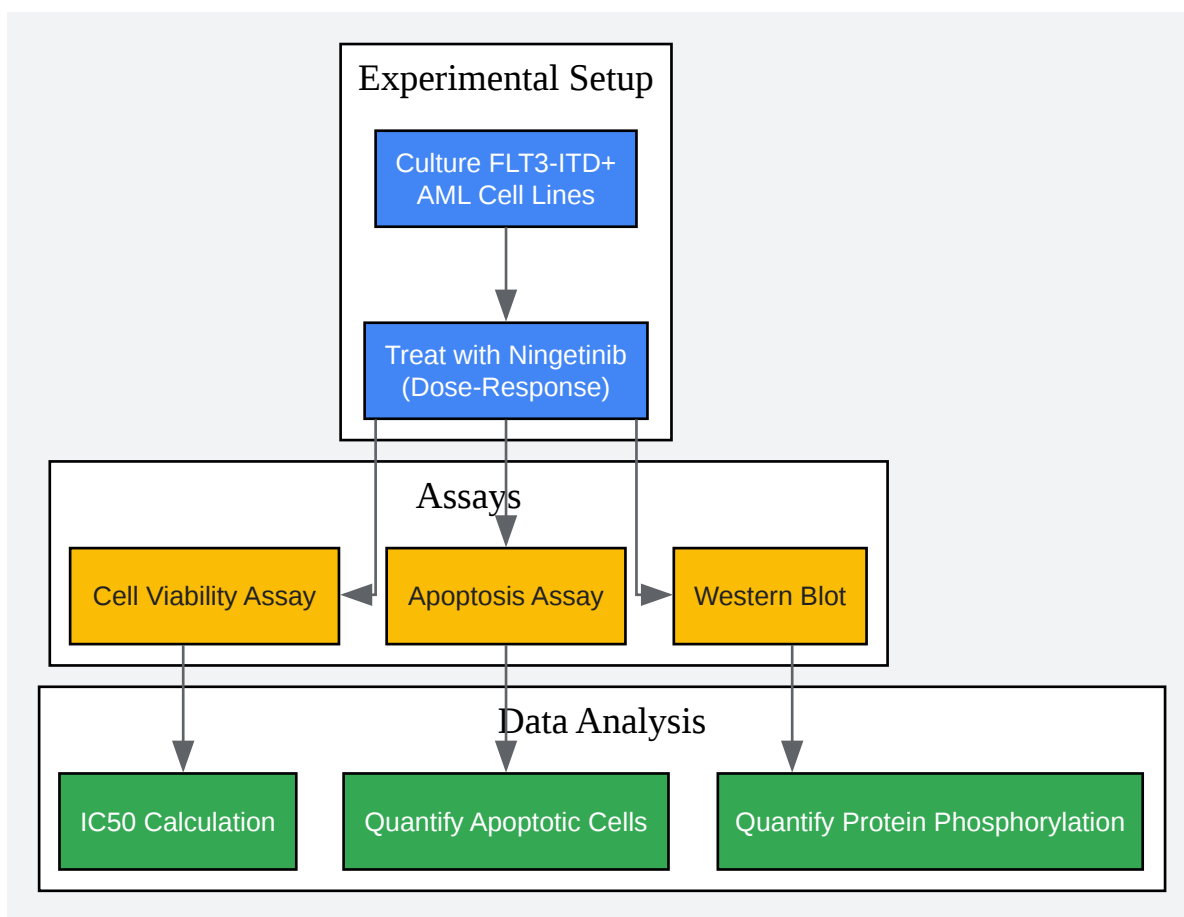 Experimental Setup
Culture FLT3-ITD+
AML Cell Lines
Treat with Ningetinib
(Dose-Response)
Assays
Cell Viability Assay
Apoptosis Assay
Western Blot
Data Analysis
IC50 Calculation
Quantify Apoptotic Cells
Quantify Protein Phosphorylation